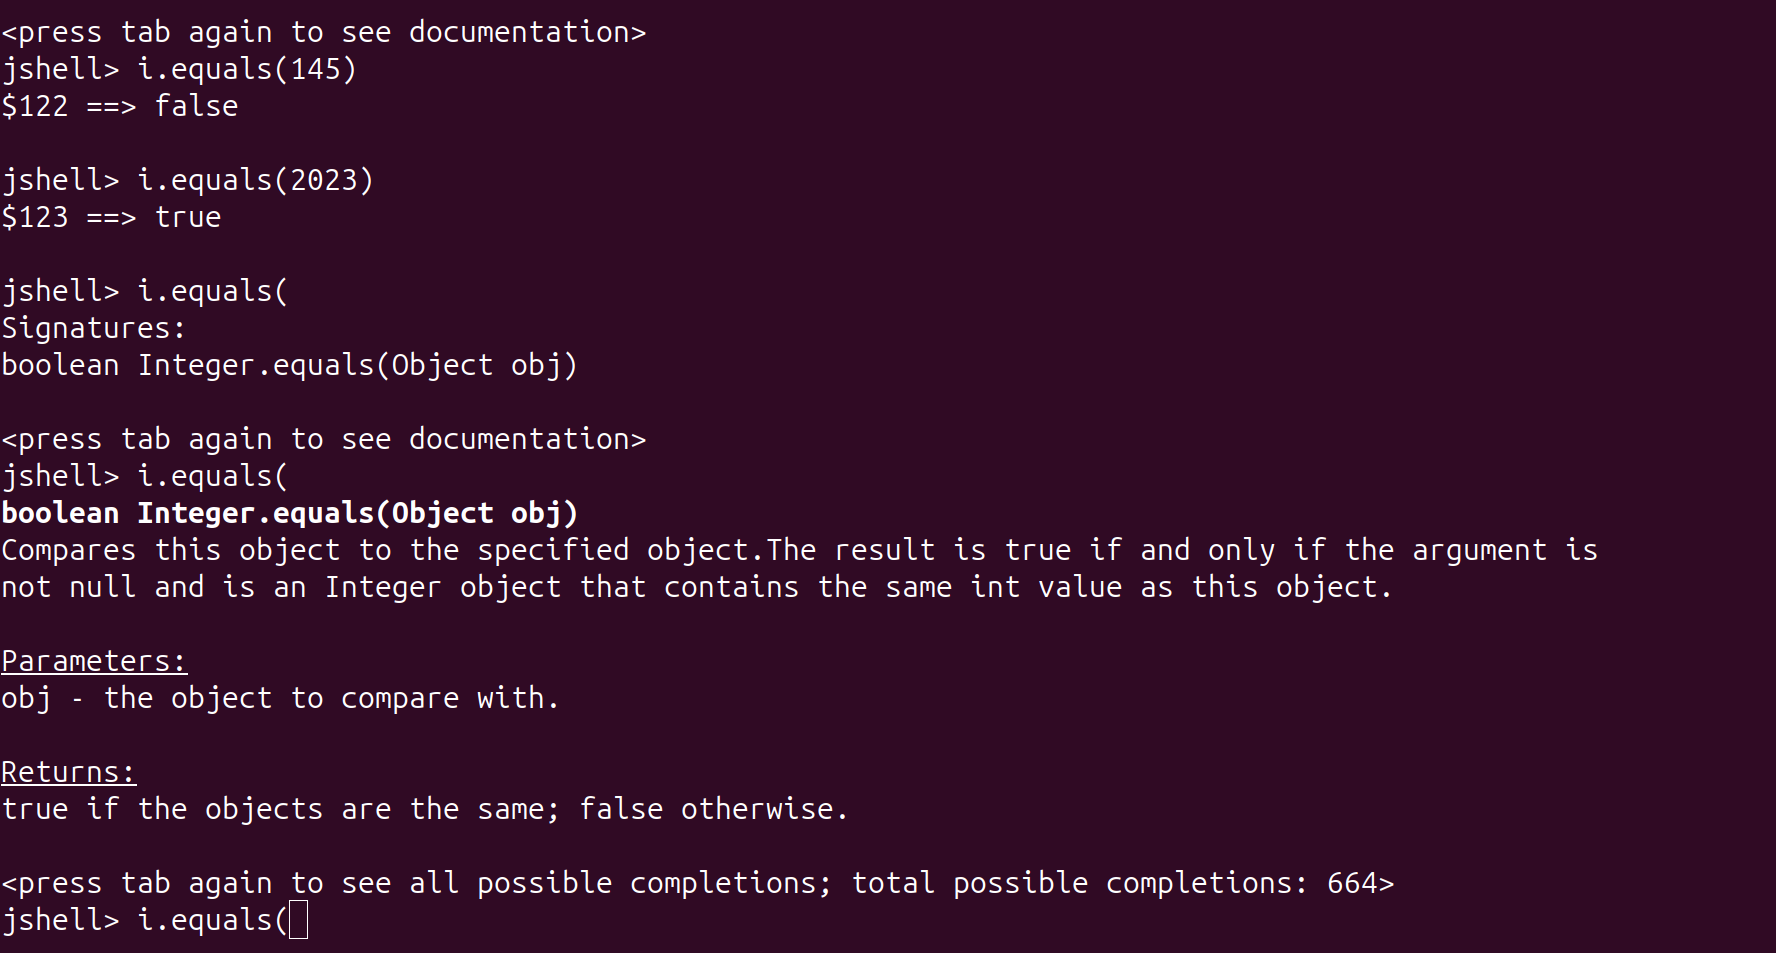 <press tab again to see documentation>
jshell> i.equals(145)
$122 ==> false
jshell> i.equals(2023)
$123 ==> true
jshell> i.equals(
Signatures:
boolean Integer.equals(Object obj)
<press tab again to see documentation>
jshell> i.equals(
boolean Integer.equals(Object obj)
Compares this object to the specified object.The result is true if and only if the argument is
not null and is an Integer object that contains the same int value as this object.
Parameters:
obj - the object to compare with.
Returns:
true if the objects are the same; false otherwise.
<press tab again to see all possible completions; total possible completions: 664>
jshell> i.equals(